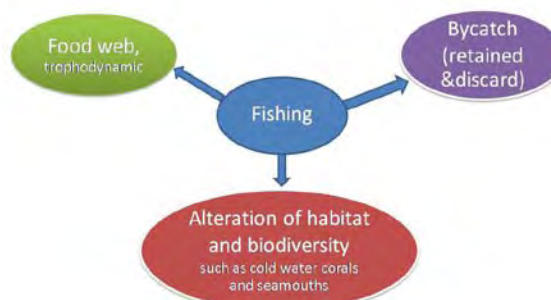 Food web,
trophodynamic
Bycatch
(retained
&discard)
Fishing
Alteration of habitat
and biodiversity
such as cold water corals
and seamouths